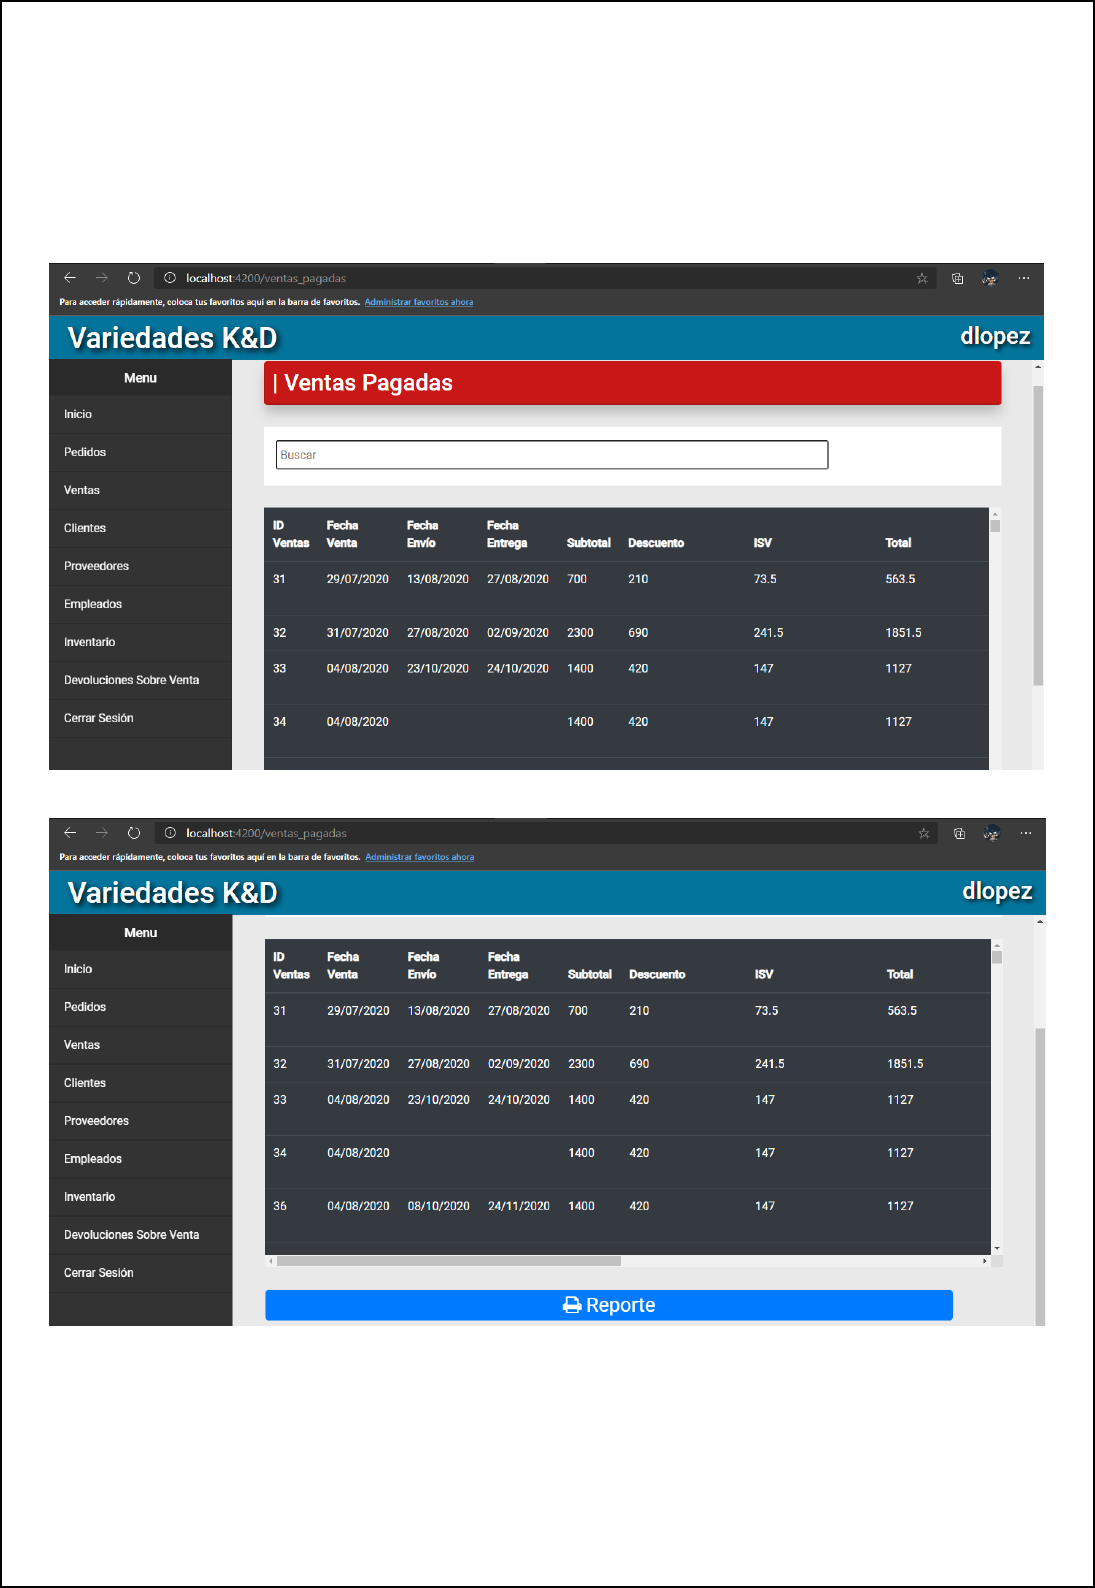 localhost:4200/ventas_pagadas
Para acceder rápidamente, coloca tus favoritos aquí en la barra de favoritos. Administrar favoritos ahora
Variedades K&D
dlopez
Menu
Inicio
Pedidos
Ventas
Clientes
Proveedores
Empleados
Inventario
Devoluciones Sobre Venta
Cerrar Sesión
| Ventas Pagadas
Buscar
ID Ventas Fecha Venta Fecha Envío Fecha Entrega Subtotal Descuento ISV Total
31 29/07/2020 13/08/2020 27/08/2020 700 210 73.5 563.5
32 31/07/2020 27/08/2020 02/09/2020 2300 690 241.5 1851.5
33 04/08/2020 23/10/2020 24/10/2020 1400 420 147 1127
34 04/08/2020 1400 420 147 1127
localhost:4200/ventas_pagadas
Para acceder rápidamente, coloca tus favoritos aquí en la barra de favoritos. Administrar favoritos ahora
Variedades K&D
dlopez
Menu
Inicio
Pedidos
Ventas
Clientes
Proveedores
Empleados
Inventario
Devoluciones Sobre Venta
Cerrar Sesión
ID Ventas Fecha Venta Fecha Envío Fecha Entrega Subtotal Descuento ISV Total
31 29/07/2020 13/08/2020 27/08/2020 700 210 73.5 563.5
32 31/07/2020 27/08/2020 02/09/2020 2300 690 241.5 1851.5
33 04/08/2020 23/10/2020 24/10/2020 1400 420 147 1127
34 04/08/2020 1400 420 147 1127
36 04/08/2020 08/10/2020 24/11/2020 1400 420 147 1127
Reporte